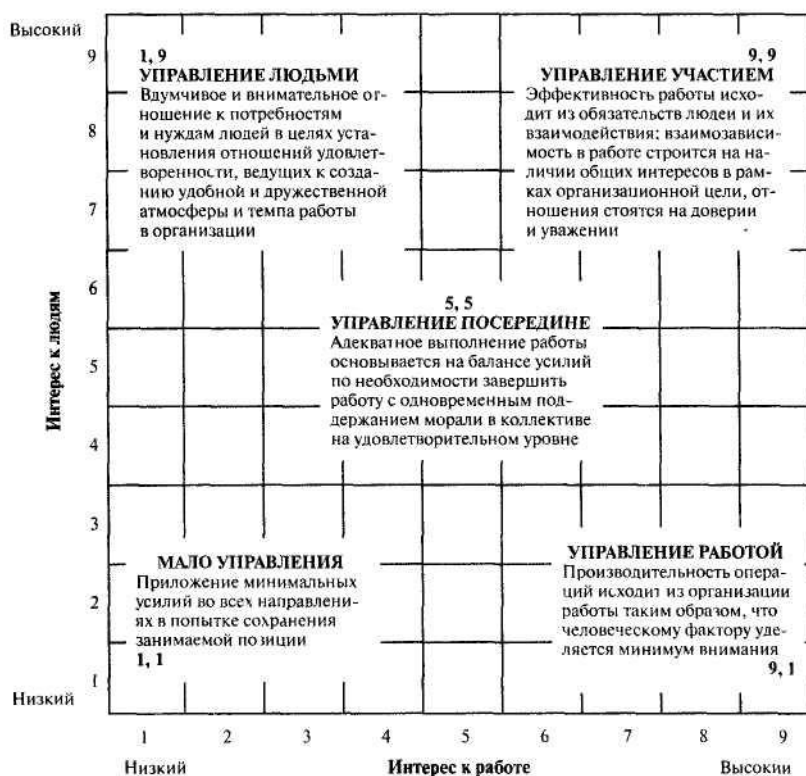 Высокий
9
8
7
6
5
4
3
2
1
Низкий
Интерес к людям
1, 9
УПРАВЛЕНИЕ ЛЮДЬМИ
Вдумчивое и внимательное от-
ношение к потребностям
и нуждам людей в целях уста-
новления отношений удовлет-
воренности, ведущих к созда-
нию удобной и дружественной
атмосферы и темпа работы
в организации
9, 9
УПРАВЛЕНИЕ УЧАСТИЕМ
Эффективность работы исхо-
дит из обязательств людей и их
взаимодействия; взаимозависи-
мость в работе строится на на-
личии общих интересов в рам-
ках организационной цели, от-
ношения стоятся на доверии
и уважении
5, 5
УПРАВЛЕНИЕ ПОСЕРЕДИНЕ
Адекватное выполнение работы
основывается на балансе усилий
по необходимости завершить
работу с одновременным под-
держанием морали в коллективе
на удовлетворительном уровне
МАЛО УПРАВЛЕНИЯ
Приложение минимальных
усилий во всех направлени-
ях в попытке сохранения
занимаемой позиции
1, 1
УПРАВЛЕНИЕ РАБОТОЙ
Производительность опера-
ций исходит из организации
работы таким образом, что
человеческому фактору уде-
ляется минимум внимания
9, 1
1 2 3 4 5 6 7 8 9
Низкий Интерес к работе Высокии